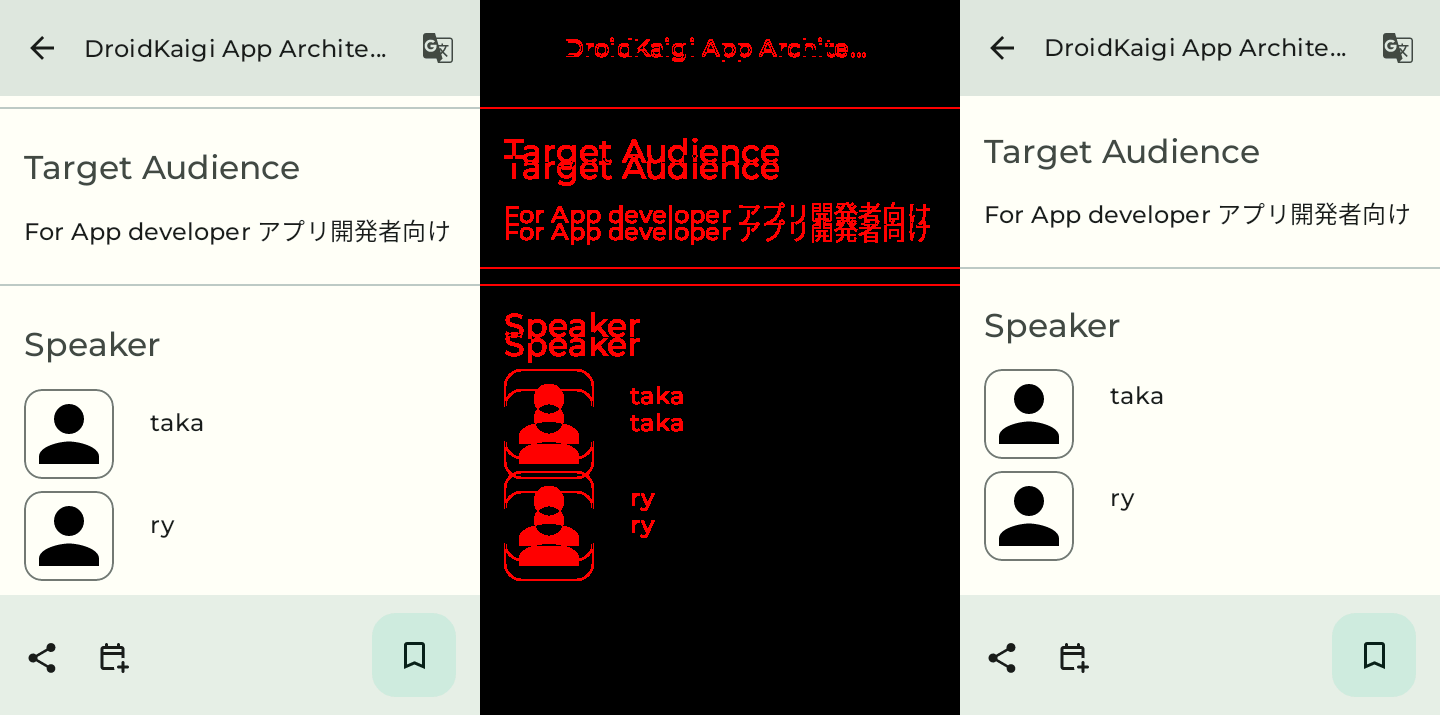 DroidKaigi App Archite...
Target Audience
For App developer アプリ開発者向け
Speaker
taka
ry
DroidKaigi App Archite...
Target Audience
Target Audience
For App developer アプリ開発者向け
For App developer アプリ開発者向け
Speaker
Speaker
taka
taka
ry
ry
DroidKaigi App Archite...
Target Audience
For App developer アプリ開発者向け
Speaker
taka
ry